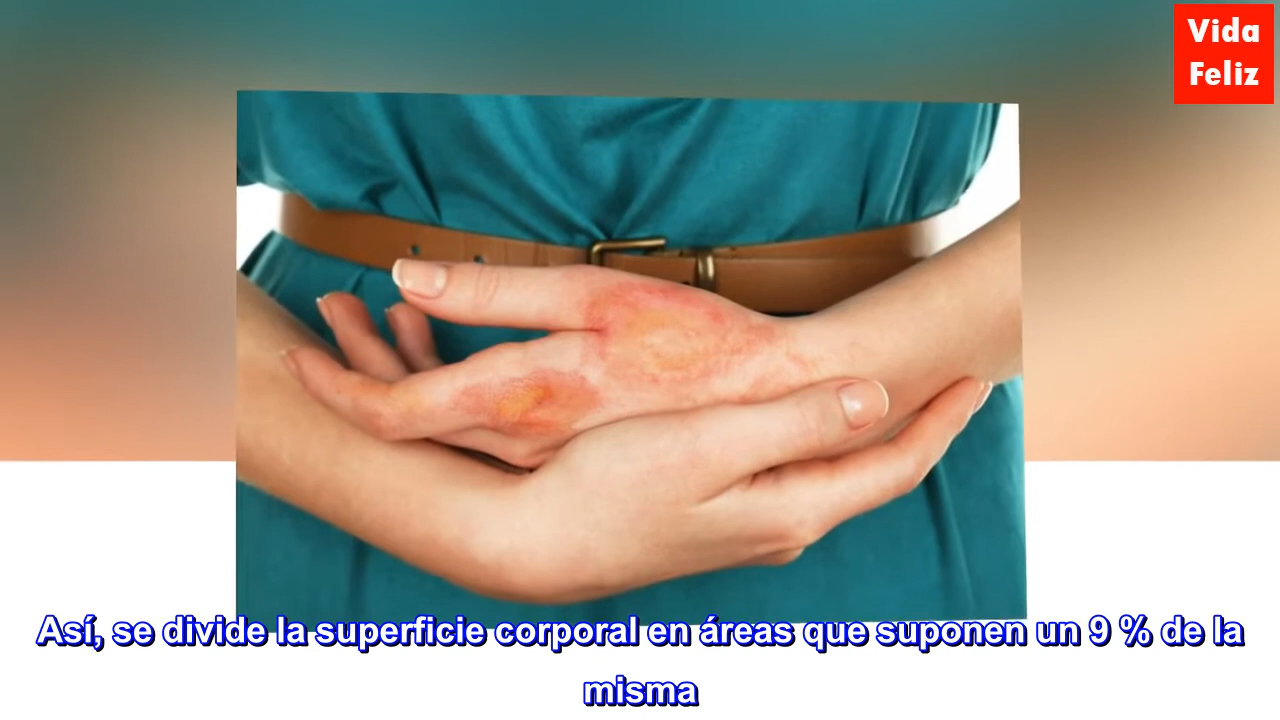 Vida
Feliz
Así, se divide la superficie corporal en áreas que suponen un 9 % de la
misma